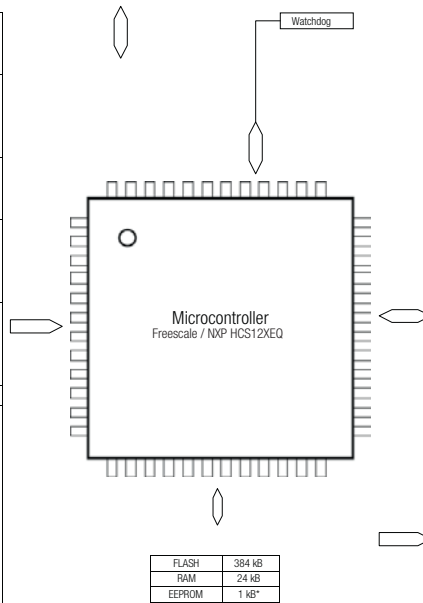 Watchdog
Microcontroller
Freescale / NXP HCS12XEQ
FLASH 384 kB
RAM 24 kB
EEPROM 1 kB*